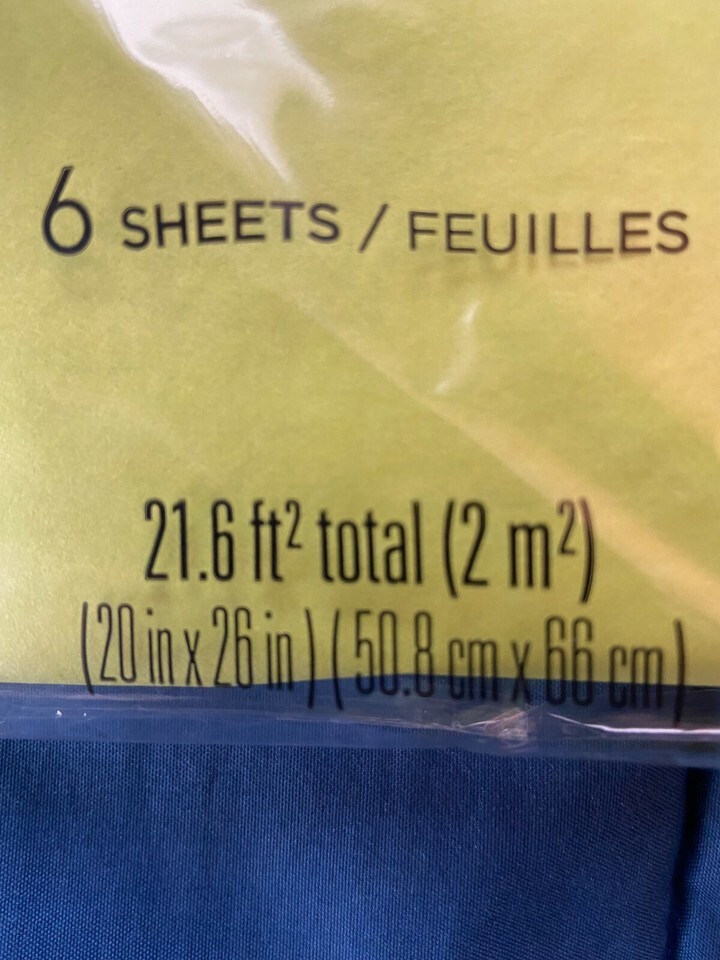 6 SHEETS / FEUILLES
21.6 ft² total (2 m²)
(20 in x 26 in) (50.8 cm x 66 cm)